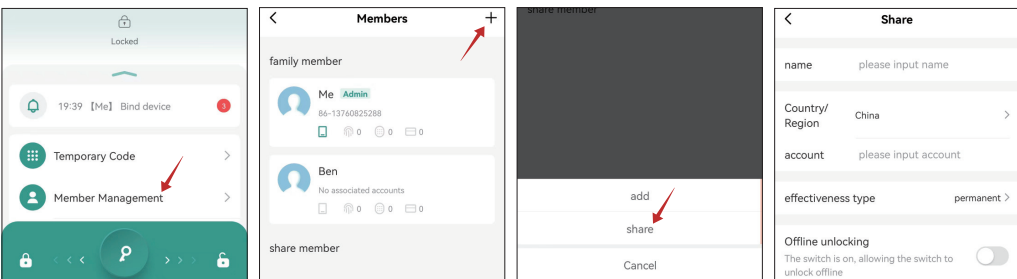 Locked
19:39 【Me】 Bind device
3
Temporary Code
Member Management
Members
family member
Me Admin
86-13760825288
0 0 0
Ben
No associated accounts
0 0 0
share member
share member
add
share
Cancel
Share
name please input name
Country/
Region
China
account please input account
effectiveness type permanent
Offline unlocking
The switch is on, allowing the switch to
unlock offline